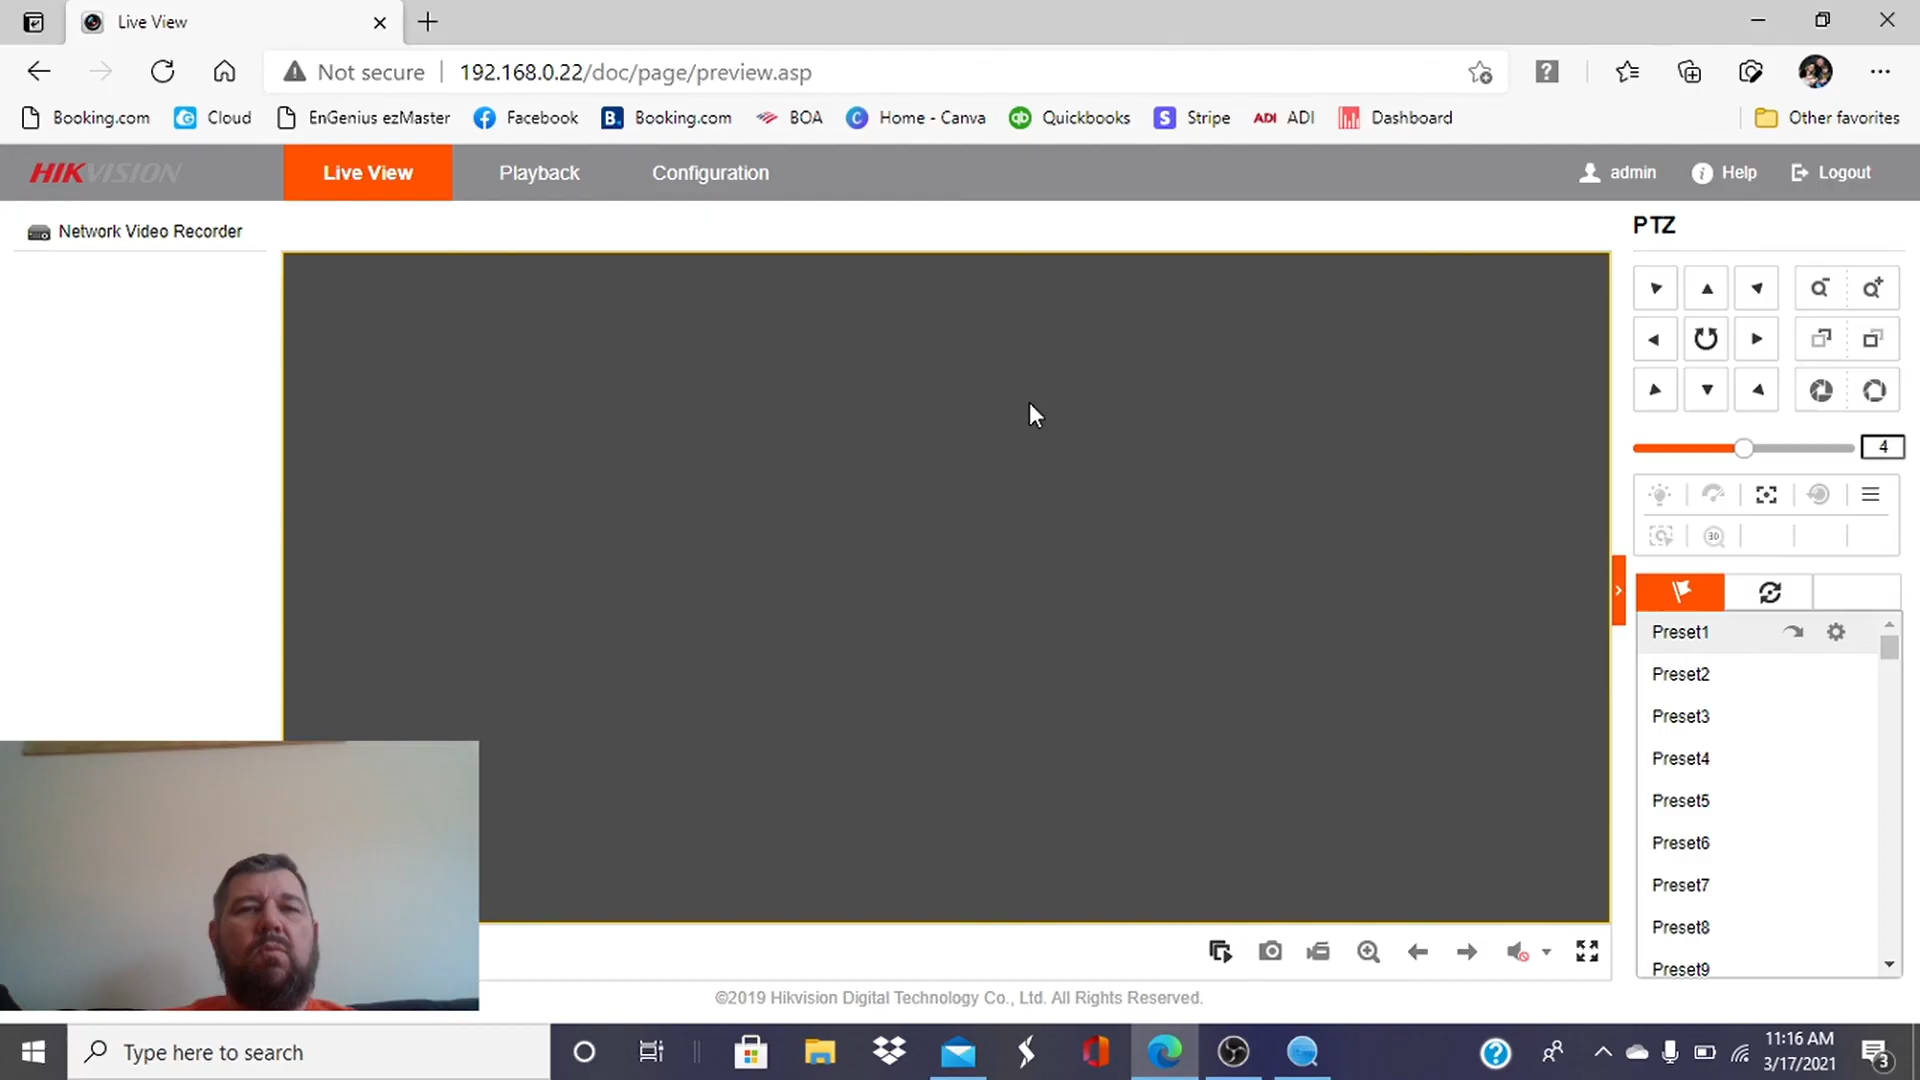 Live View
Not secure
192.168.0.22/doc/page/preview.asp
Booking.com
Cloud
EnGenius ezMaster
Facebook
B.
Booking.com
BOA
C
Home - Canva
qb
Quickbooks
S
Stripe
ADI
ADI
Dashboard
Other favorites
HIKVISION
Live View
Playback
Configuration
admin
Help
Logout
Network Video Recorder
PTZ
4
3D
Preset1
Preset2
Preset3
Preset4
Preset5
Preset6
Preset7
Preset8
Preset9
©2019 Hikvision Digital Technology Co., Ltd. All Rights Reserved.
Type here to search
11:16 AM
3/17/2021
3